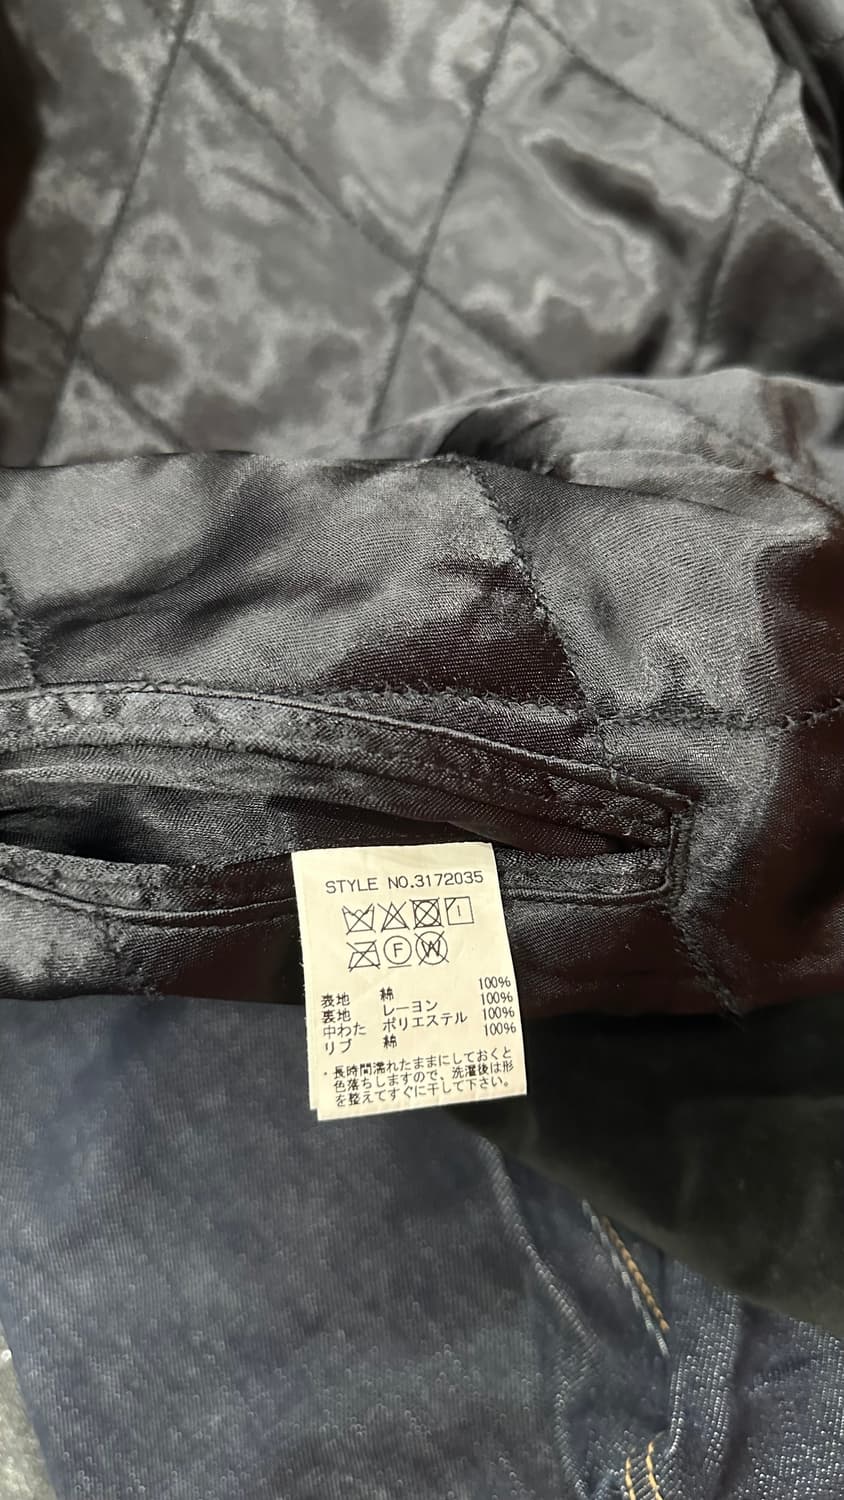 STYLE NO.3172035
F W
表地 綿 100%
裏地 レーヨン 100%
中わた ポリエステル 100%
リブ 綿 100%
・長時間濡れたままにしておくと
色落ちしますので、洗濯後は形
を整えてすぐに干して下さい。